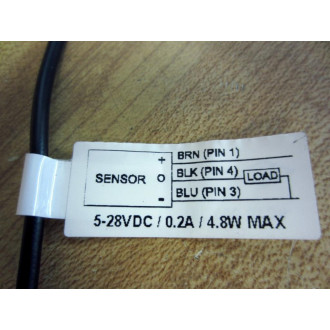 + BRN (PIN 1)
SENSOR O BLK (PIN 4) LOAD
- BLU (PIN 3)
5-28VDC / 0.2A / 4.8W MAX